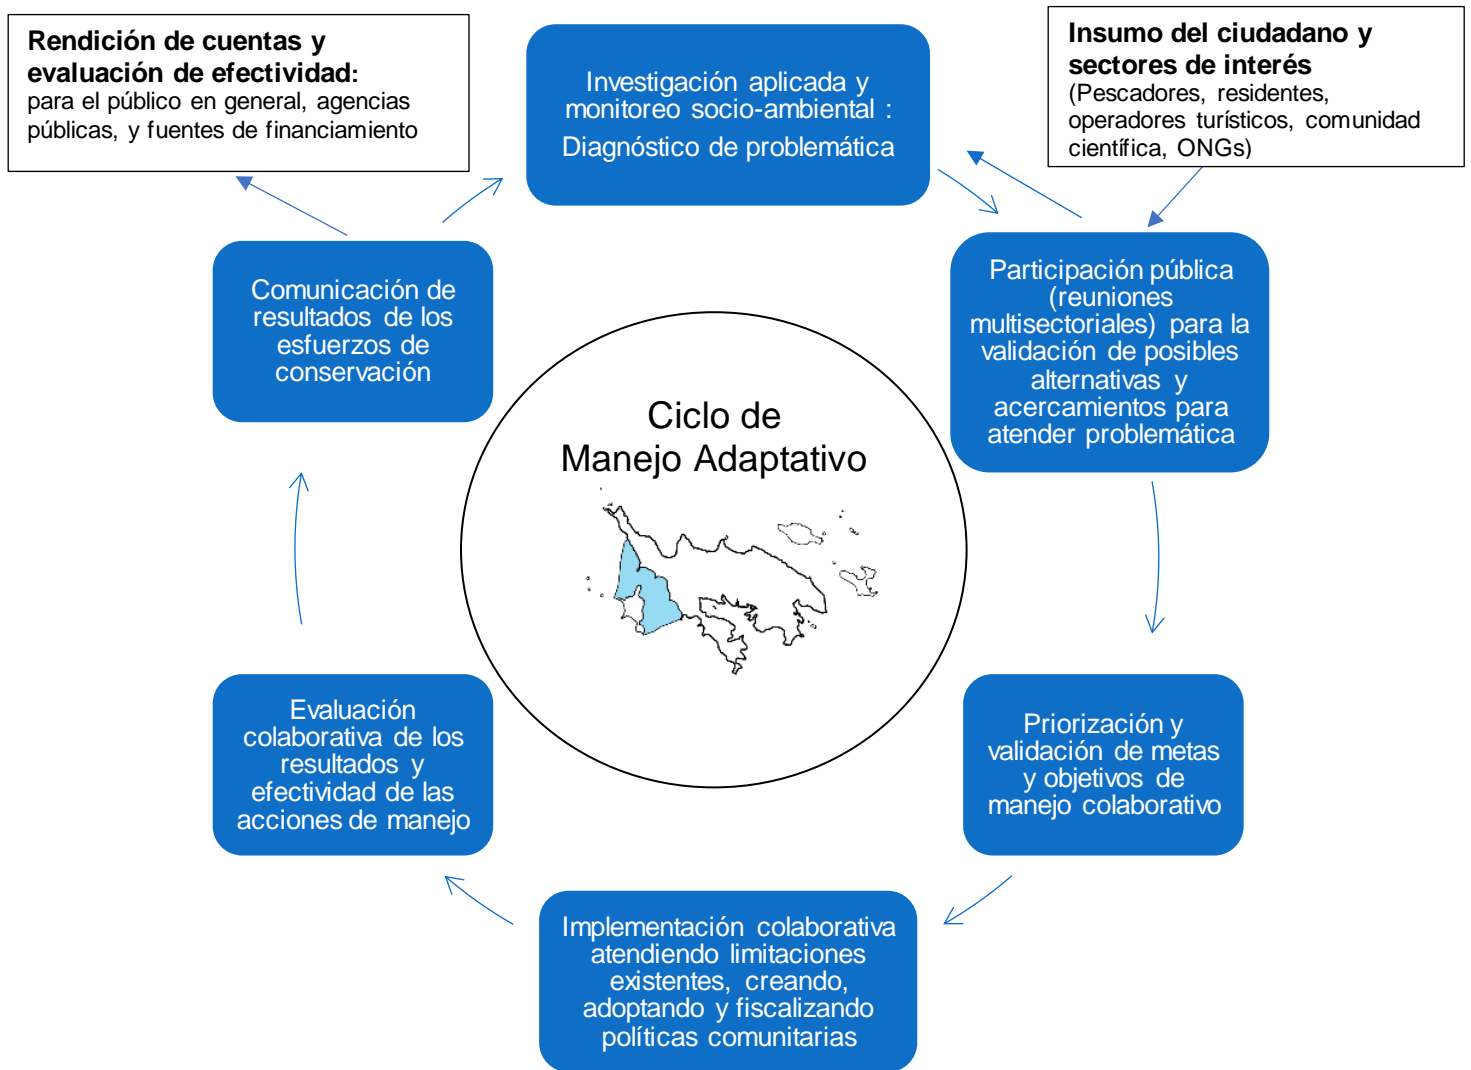 Rendición de cuentas y
evaluación de efectividad:
para el público en general, agencias
públicas, y fuentes de financiamiento
Investigación aplicada y
monitoreo socio-ambiental :
Diagnóstico de problemática
Insumo del ciudadano y
sectores de interés
(Pescadores, residentes,
operadores turísticos, comunidad
científica, ONGs)
Participación pública
(reuniones
multisectoriales) para la
validación de posibles
alternativas y
acercamientos para
atender problemática
Priorización y
validación de metas
y objetivos de
manejo colaborativo
Implementación colaborativa
atendiendo limitaciones
existentes, creando,
adoptando y fiscalizando
políticas comunitarias
Evaluación
colaborativa de los
resultados y
efectividad de las
acciones de manejo
Comunicación de
resultados de los
esfuerzos de
conservación
Ciclo de
Manejo Adaptativo